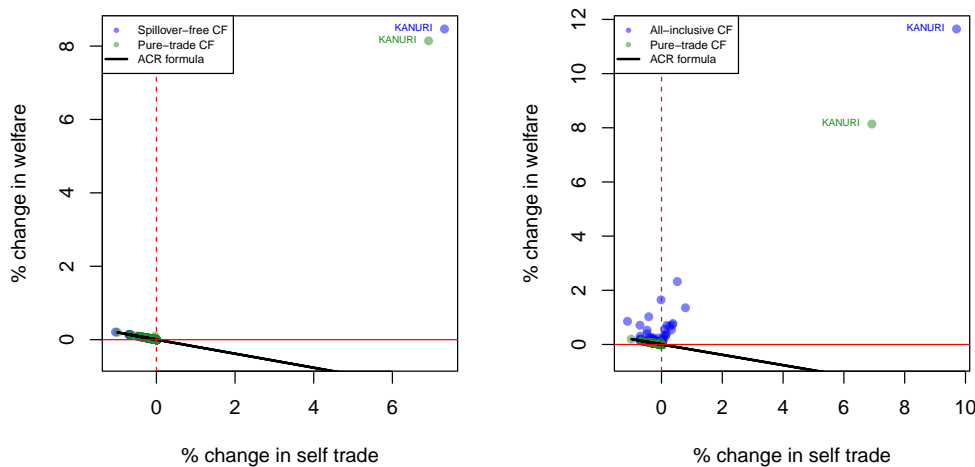 Spillover−free CF
Pure−trade CF
ACR formula
KANURI
KANURI
8
6
4
2
0
% change in welfare
0
2
4
6
% change in self trade
All−inclusive CF
Pure−trade CF
ACR formula
KANURI
KANURI
12
10
8
6
4
2
0
% change in welfare
0
2
4
6
8
10
% change in self trade